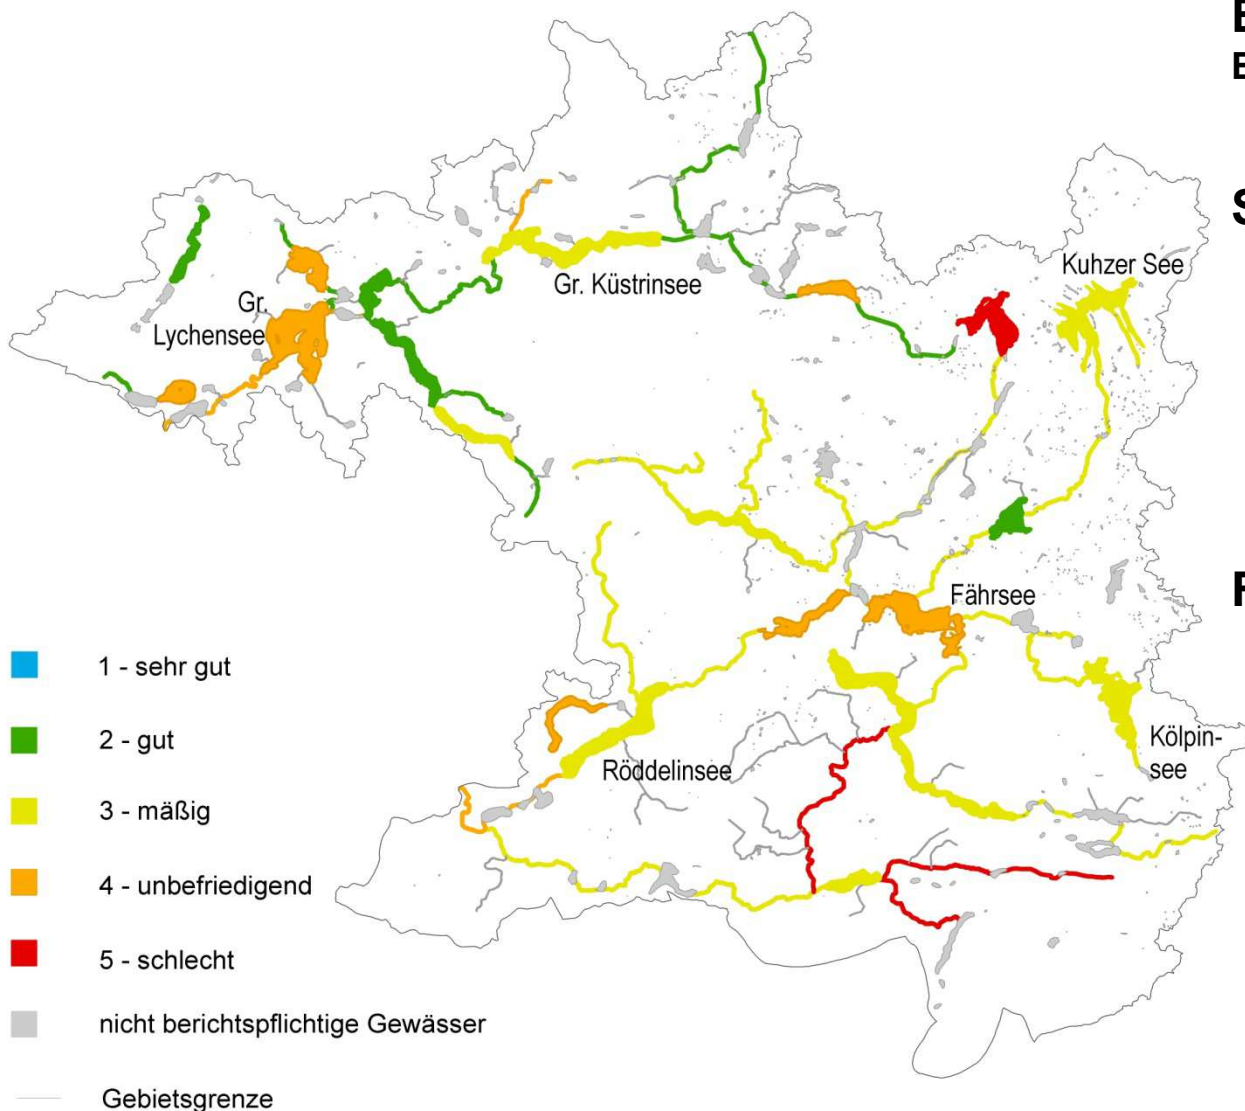 E
E
S
Kuhzer See
Gr. Küstrinsee
Gr.
Lychensee
F
Fährsee
1 - sehr gut
2 - gut
Kölpin-
see
Röddelinsee
3 - mäßig
4 - unbefriedigend
5 - schlecht
nicht berichtspflichtige Gewässer
Gebietsgrenze